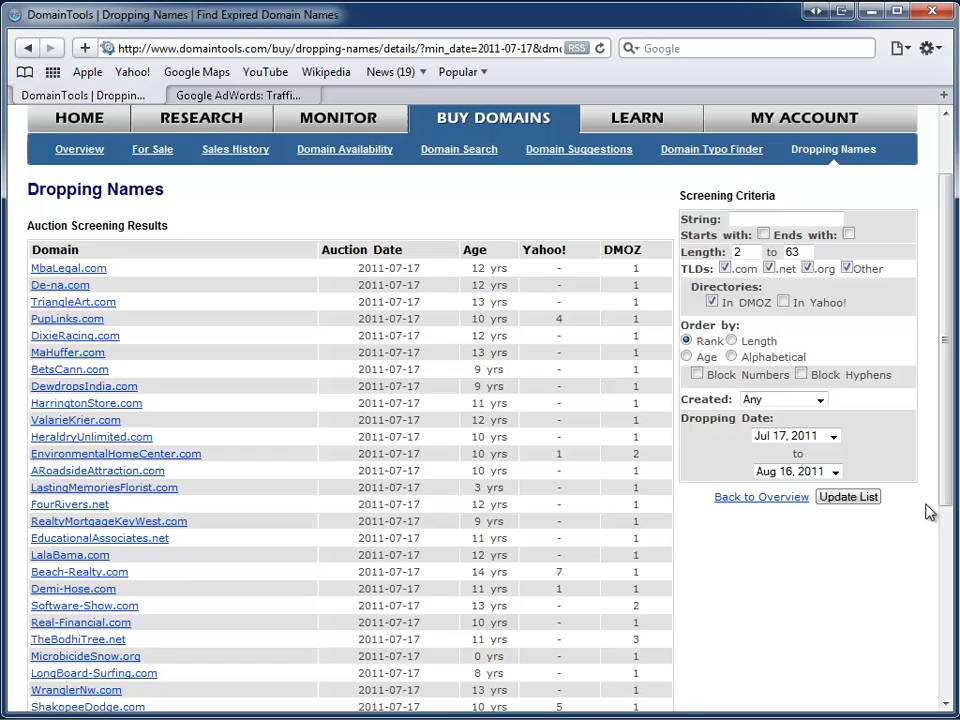 DomainTools | Dropping Names | Find Expired Domain Names
http://www.domaintools.com/buy/dropping-names/details/?min_date=2011-07-17&dmo RSS Google
Apple Yahoo! Google Maps YouTube Wikipedia News (19) Popular
DomainTools | Droppin... Google AdWords: Traffi...
HOME RESEARCH MONITOR BUY DOMAINS LEARN MY ACCOUNT
Overview For Sale Sales History Domain Availability Domain Search Domain Suggestions Domain Typo Finder Dropping Names
Dropping Names
Auction Screening Results
Domain Auction Date Age Yahoo! DMOZ
MbaLegal.com 2011-07-17 12 yrs - 1
De-na.com 2011-07-17 12 yrs - 1
TriangleArt.com 2011-07-17 13 yrs - 1
PupLinks.com 2011-07-17 10 yrs 4 1
DixieRacing.com 2011-07-17 12 yrs - 1
MaHuffer.com 2011-07-17 13 yrs - 1
BetsCann.com 2011-07-17 9 yrs - 1
DewdropsIndia.com 2011-07-17 9 yrs - 1
HarringtonStore.com 2011-07-17 11 yrs - 1
ValarieKrier.com 2011-07-17 12 yrs - 1
HeraldryUnlimited.com 2011-07-17 10 yrs - 1
EnvironmentalHomeCenter.com 2011-07-17 10 yrs 1 2
ARoadsideAttraction.com 2011-07-17 10 yrs - 1
LastingMemoriesFlorist.com 2011-07-17 3 yrs - 1
FourRivers.net 2011-07-17 12 yrs - 1
RealtyMortgageKeyWest.com 2011-07-17 9 yrs - 1
EducationalAssociates.net 2011-07-17 11 yrs - 1
LalaBama.com 2011-07-17 12 yrs - 1
Beach-Realty.com 2011-07-17 14 yrs 7 1
Demi-Hose.com 2011-07-17 11 yrs 1 1
Software-Show.com 2011-07-17 13 yrs - 2
Real-Financial.com 2011-07-17 10 yrs - 1
TheBodhiTree.net 2011-07-17 11 yrs - 3
MicrobicideSnow.org 2011-07-17 0 yrs - 1
LongBoard-Surfing.com 2011-07-17 8 yrs - 1
WranglerNw.com 2011-07-17 13 yrs - 1
ShakopeeDodge.com 2011-07-17 10 yrs 5 1
Screening Criteria
String:
Starts with: Ends with:
Length: 2 to 63
TLDs: .com .net .org Other
Directories:
In DMOZ In Yahoo!
Order by:
Rank Length
Age Alphabetical
Block Numbers Block Hyphens
Created: Any
Dropping Date:
Jul 17, 2011
to
Aug 16, 2011
Back to Overview Update List